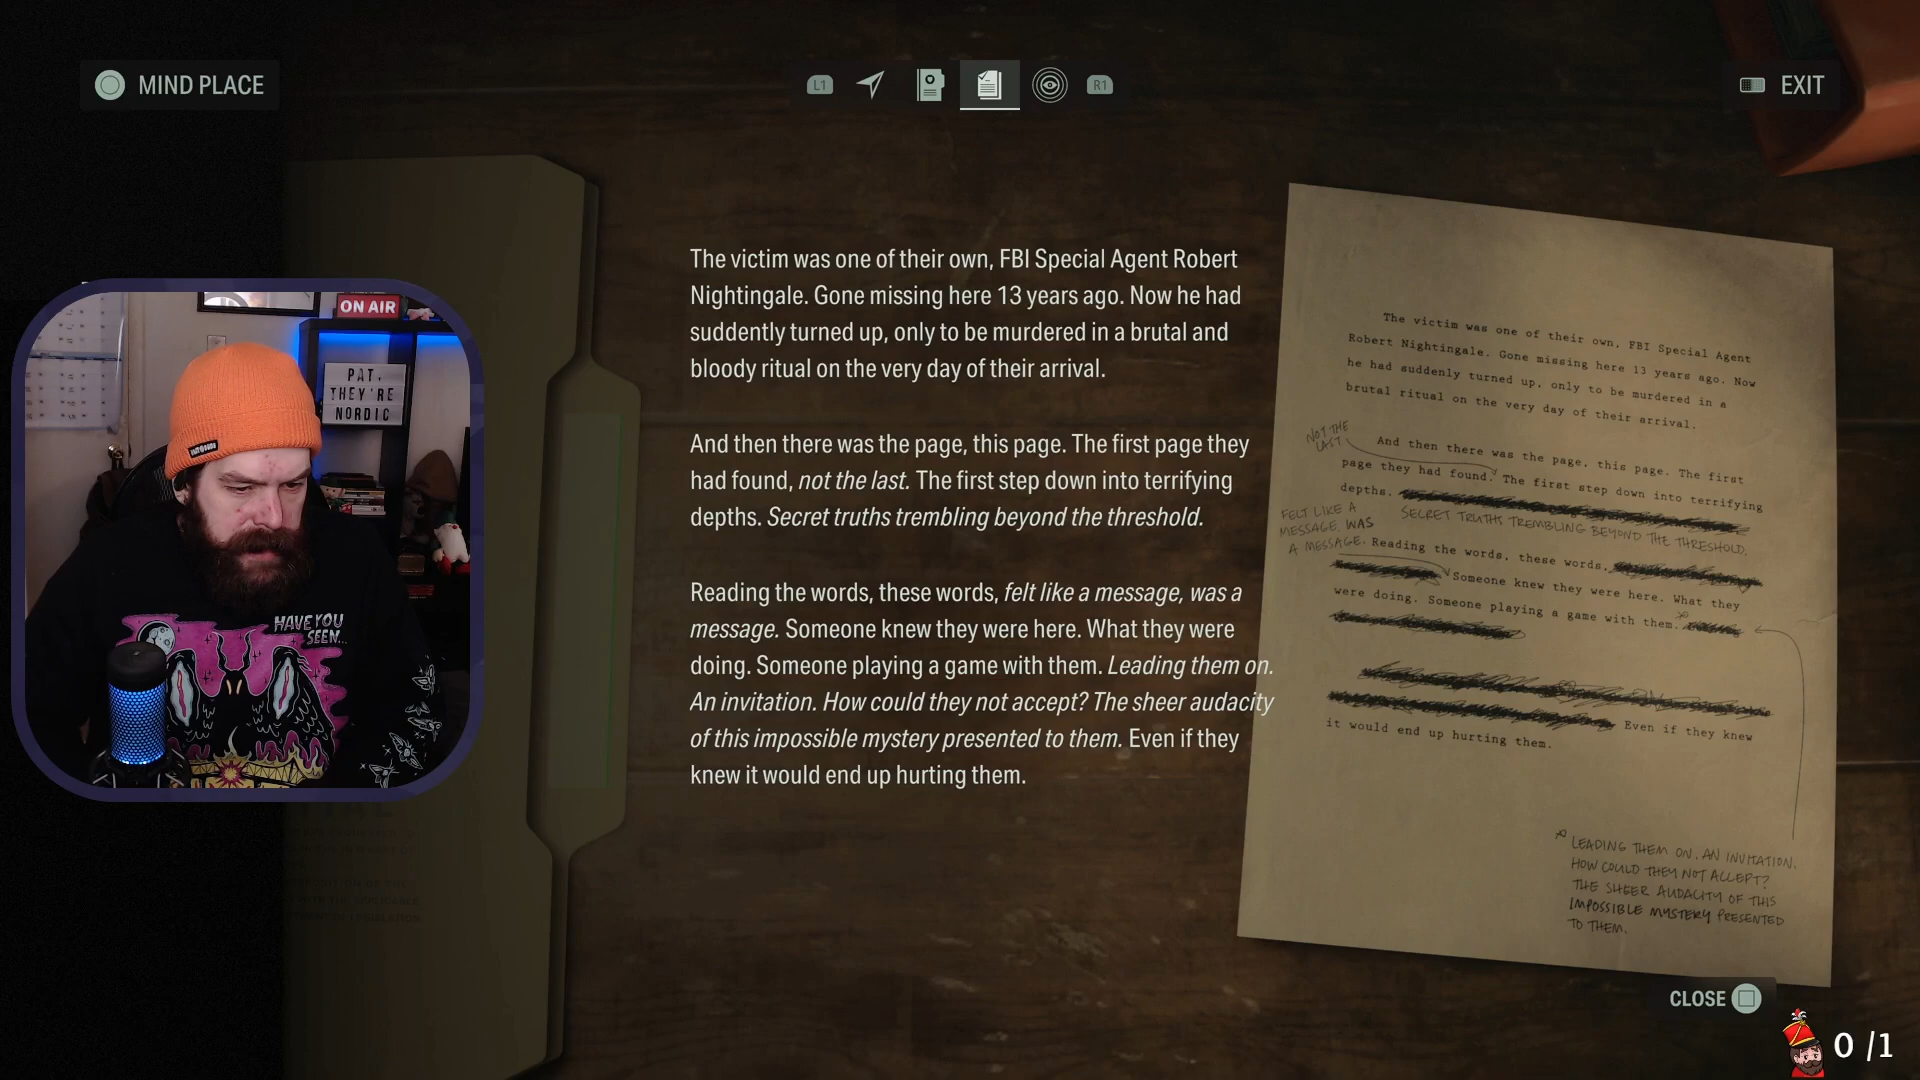 MIND PLACE
L1
R1
EXIT
The victim was one of their own, FBI Special Agent Robert
Nightingale. Gone missing here 13 years ago. Now he had
suddently turned up, only to be murdered in a brutal and
bloody ritual on the very day of their arrival.
And then there was the page, this page. The first page they
had found, not the last. The first step down into terrifying
depths. Secret truths trembling beyond the threshold.
Reading the words, these words, felt like a message, was a
message. Someone knew they were here. What they were
doing. Someone playing a game with them. Leading them on.
An invitation. How could they not accept? The sheer audacity
of this impossible mystery presented to them. Even if they
knew it would end up hurting them.
ON AIR
PAT,
THEY'RE
NORDIC
HAVE YOU
SEEN...
The victim was one of their own, FBI Special Agent
Robert Nightingale. Gone missing here 13 years ago. Now
he had suddently turned up, only to be murdered in a
brutal ritual on the very day of their arrival.
NOT THE
LAST
And then there was the page, this page. The first
page they had found. The first step down into terrifying
depths.
SECRET TRUTHS TREMBLING BEYOND THE THRESHOLD.
FELT LIKE A
MESSAGE, WAS
A MESSAGE.
Reading the words, these words,
Someone knew they were here. What they
were doing. Someone playing a game with them.
Even if they knew
it would end up hurting them.
LEADING THEM ON. AN INVITATION.
HOW COULD THEY NOT ACCEPT?
THE SHEER AUDACITY OF THIS
IMPOSSIBLE MYSTERY PRESENTED
TO THEM.
CLOSE
0 /1